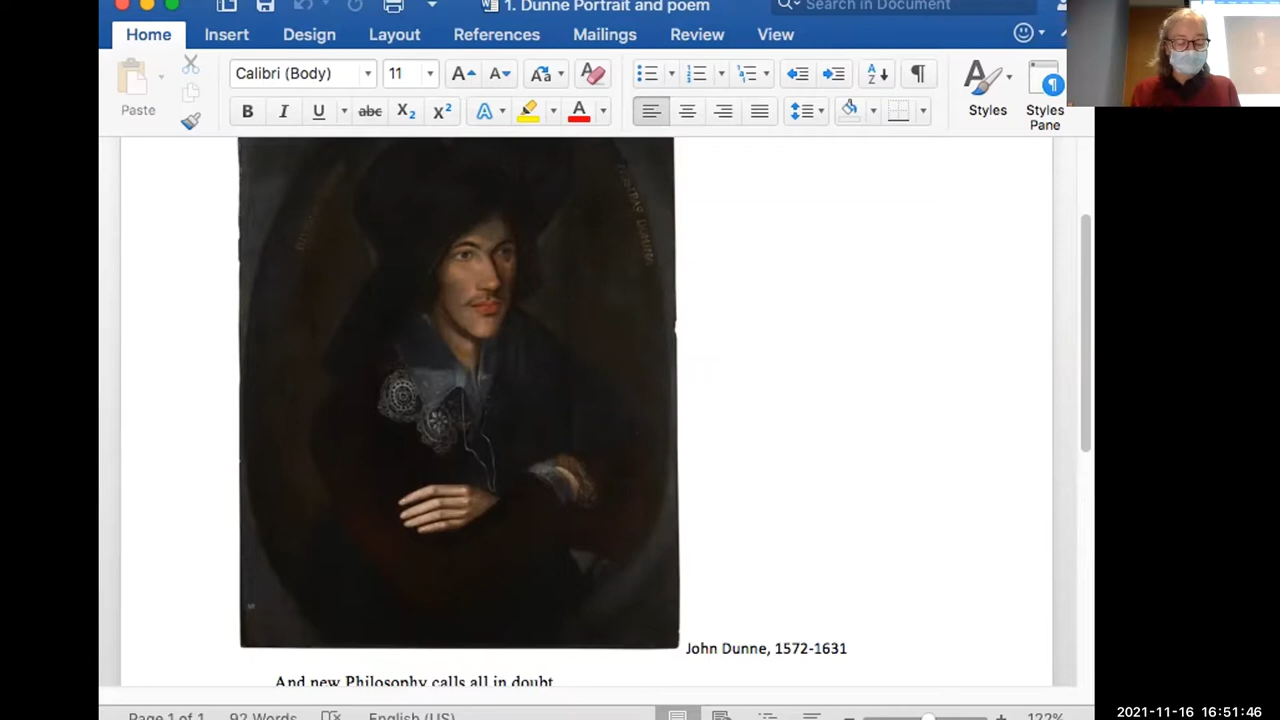 1. Dunne Portrait and poem
Search in Document
Home Insert Design Layout References Mailings Review View
Paste
Calibri (Body) 11
Styles
Styles Pane
John Dunne, 1572-1631
And new Philosophy calls all in doubt
Page 1 of 1 92 Words English (US) 122%
2021-11-16 16:51:46